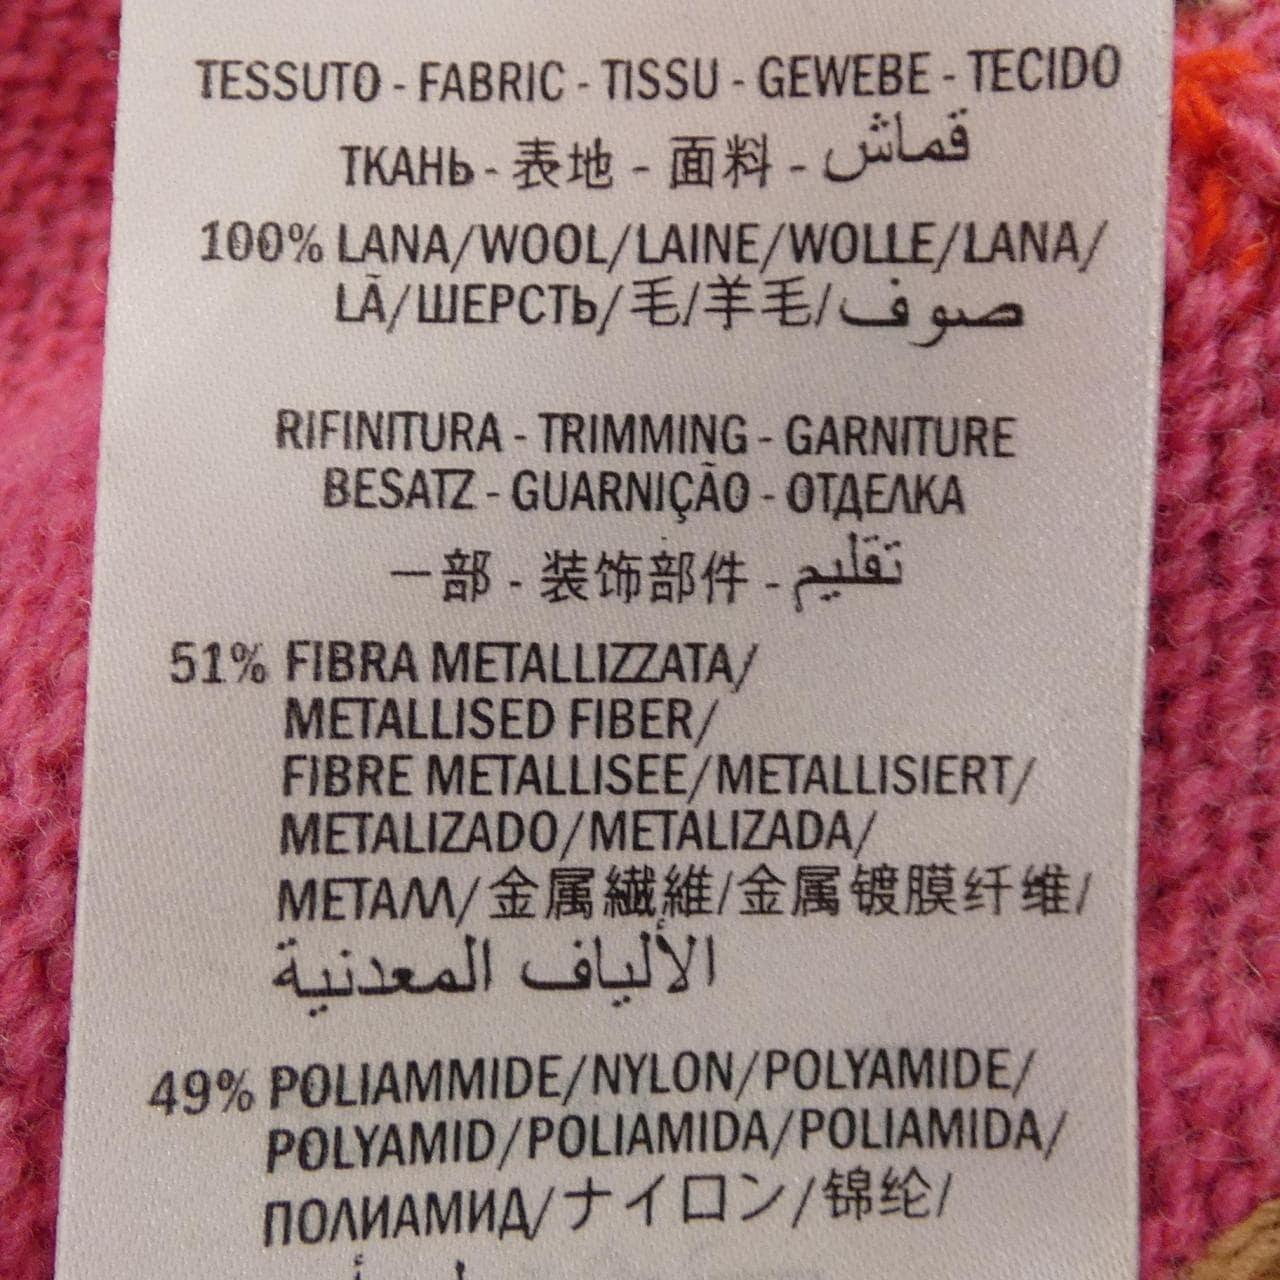 TESSUTO - FABRIC - TISSU - GEWEBE - TECIDO
ТКАНЬ - 表地 - 面料 - قماش
100% LANA/WOOL/LAINE/WOLLE/LANA/
LÃ/ШЕРСТЬ/毛/羊毛/صوف
RIFINITURA - TRIMMING - GARNITURE
BESATZ - GUARNIÇÃO - ОТДЕЛКА
一部 - 装饰部件 - تقليم
51% FIBRA METALLIZZATA/
METALLISED FIBER/
FIBRE METALLISEE/METALLISIERT/
METALIZADO/METALIZADA/
МЕТАЛЛ/金属繊維/金属镀膜纤维/
الألياف المعدنية
49% POLIAMMIDE/NYLON/POLYAMIDE/
POLYAMID/POLIAMIDA/POLIAMIDA/
ПОЛИАМИД/ナイロン/锦纶/